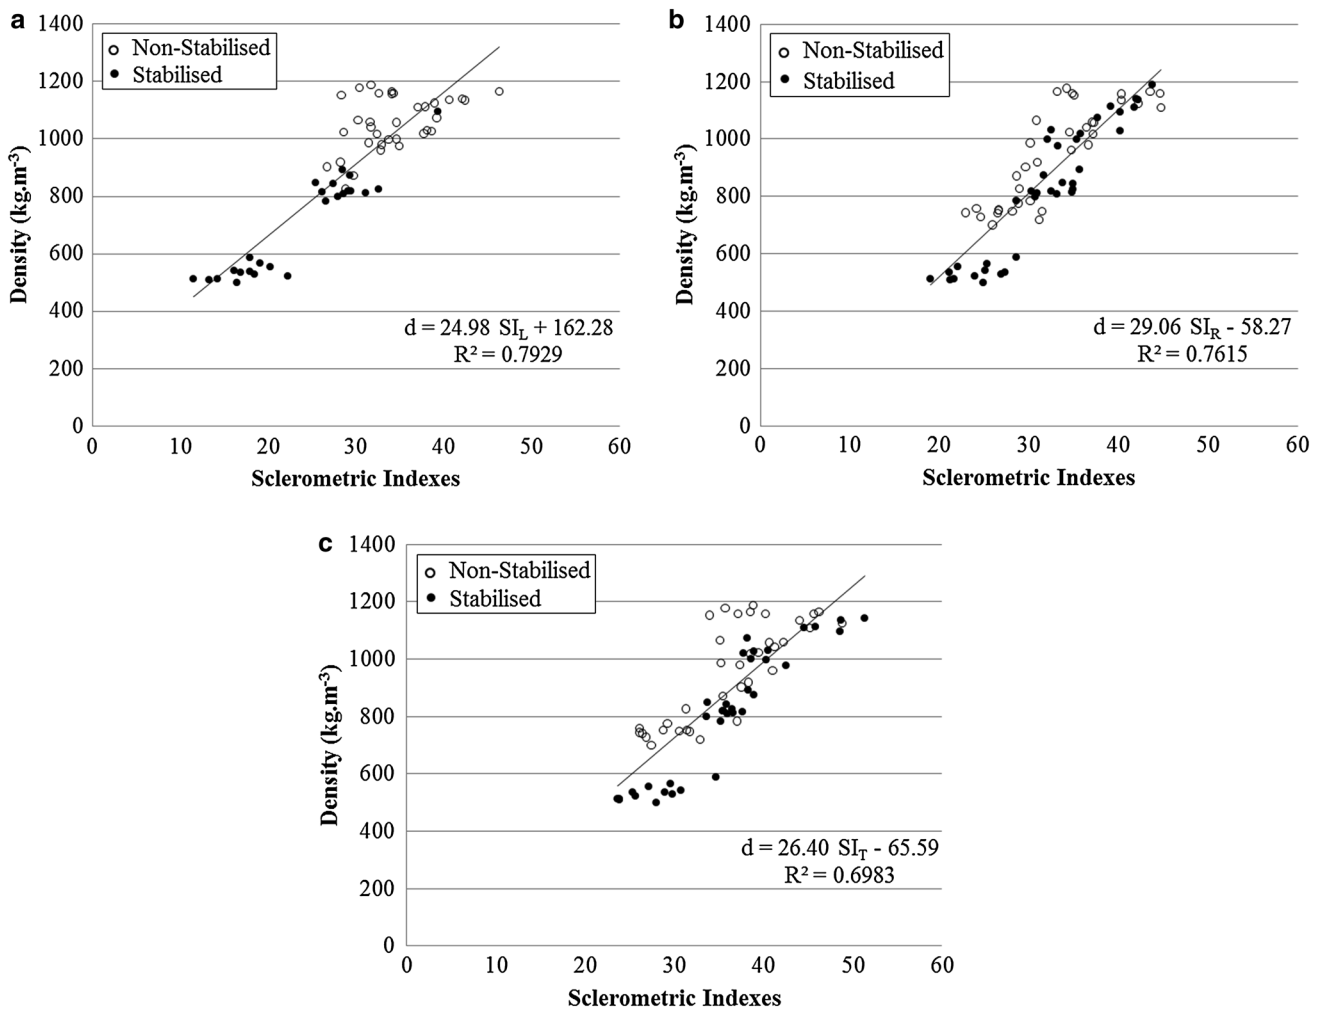 a
1400
1200
1000
800
600
400
200
0
Density (kg.m⁻³)
Non-Stabilised
Stabilised
d = 24.98 SI_L + 162.28
R² = 0.7929
0 10 20 30 40 50 60
Sclerometric Indexes
b
1400
1200
1000
800
600
400
200
0
Density (kg.m⁻³)
Non-Stabilised
Stabilised
d = 29.06 SI_R - 58.27
R² = 0.7615
0 10 20 30 40 50 60
Sclerometric Indexes
c
1400
1200
1000
800
600
400
200
0
Density (kg.m⁻³)
Non-Stabilised
Stabilised
d = 26.40 SI_T - 65.59
R² = 0.6983
0 10 20 30 40 50 60
Sclerometric Indexes